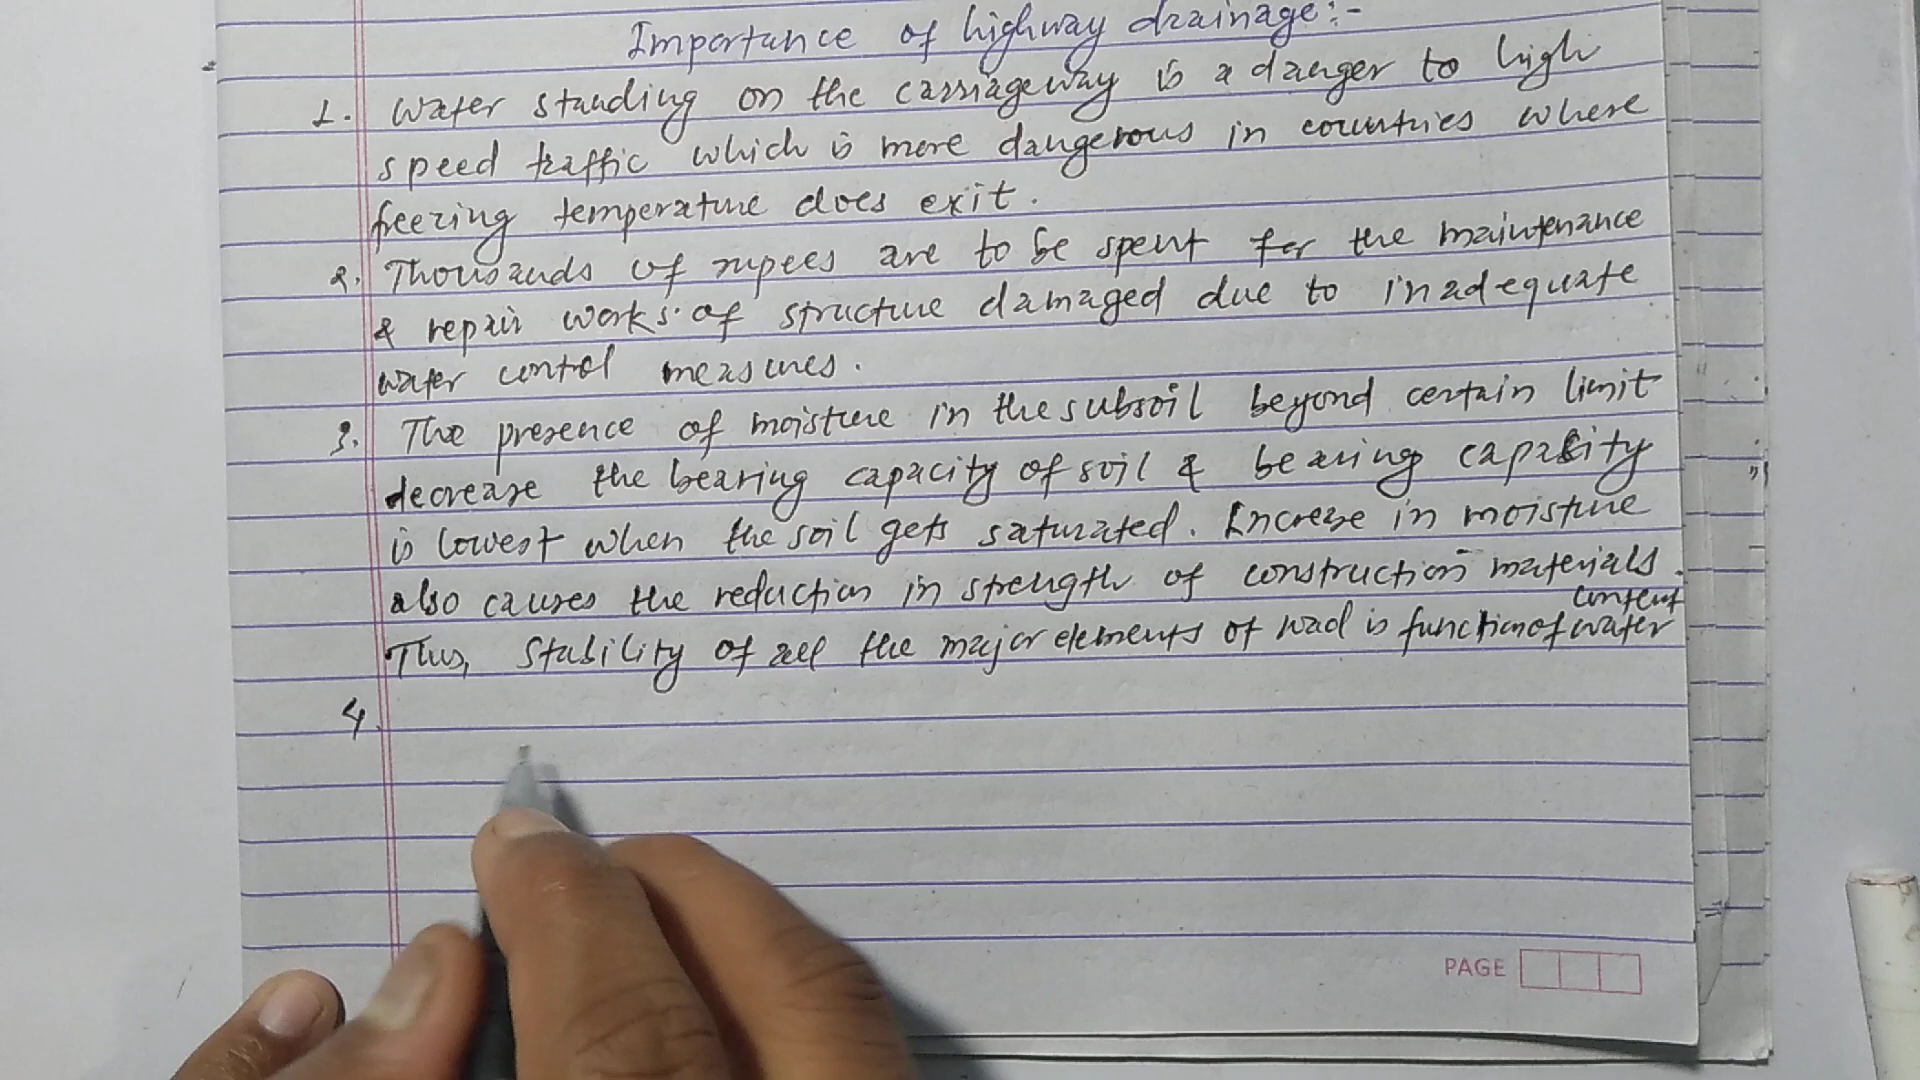 Importance of highway drainage:-
1. Water standing on the carriageway is a danger to high
speed traffic which is more dangerous in countries where
freezing temperature does exit.
2. Thousands of rupees are to be spent for the maintenance
& repair works of structure damaged due to inadequate
water contol measures.
3. The presence of moisture in the subsoil beyond certain limit
decrease the bearing capacity of soil & bearing capacity
is lowest when the soil gets saturated. Increase in moisture
also causes the reduction in strength of construction materials.
Thus, Stability of all the major elements of road is function of water content
4.
PAGE